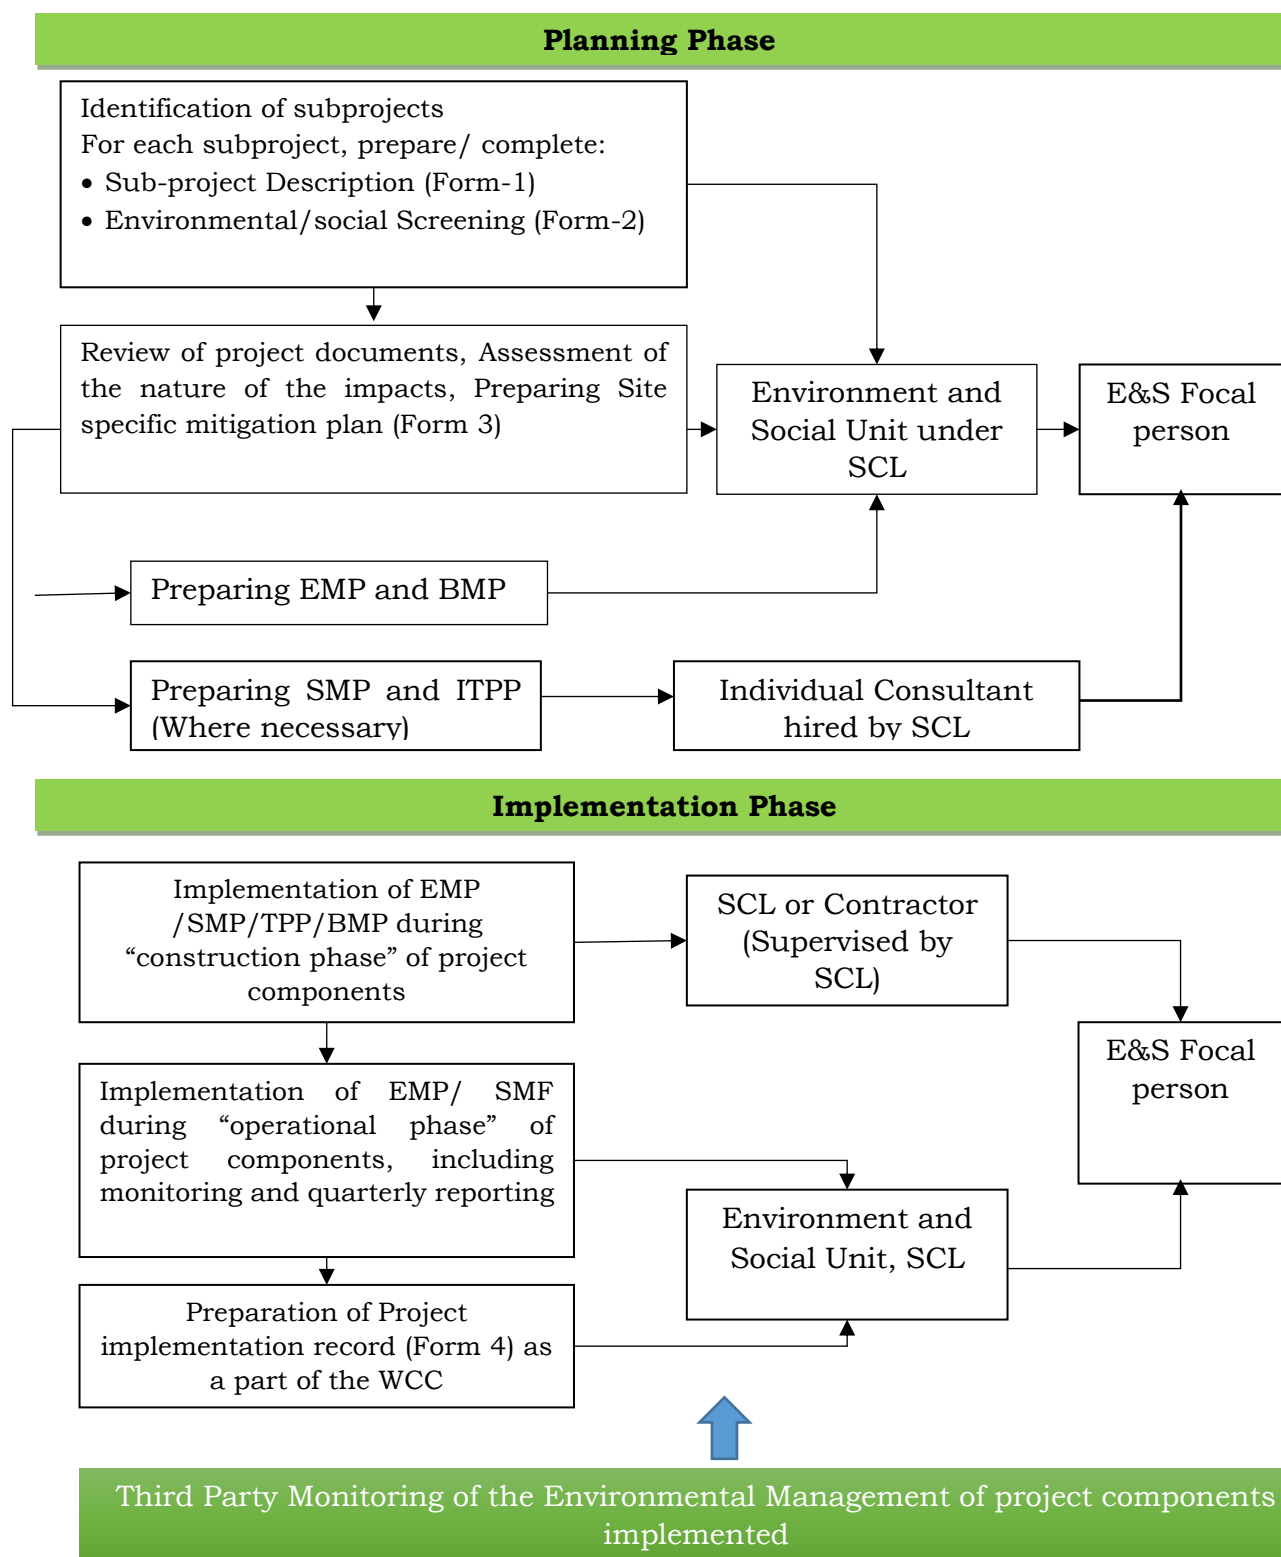 Planning Phase
Identification of subprojects
For each subproject, prepare/ complete:
• Sub-project Description (Form-1)
• Environmental/social Screening (Form-2)
Review of project documents, Assessment of
the nature of the impacts, Preparing Site
specific mitigation plan (Form 3)
Environment and
Social Unit under
SCL
E&S Focal
person
Preparing EMP and BMP
Preparing SMP and ITPP
(Where necessary)
Individual Consultant
hired by SCL
Implementation Phase
Implementation of EMP
/SMP/TPP/BMP during
“construction phase” of project
components
SCL or Contractor
(Supervised by
SCL)
E&S Focal
person
Implementation of EMP/ SMF
during “operational phase” of
project components, including
monitoring and quarterly reporting
Environment and
Social Unit, SCL
Preparation of Project
implementation record (Form 4) as
a part of the WCC
Third Party Monitoring of the Environmental Management of project components
implemented